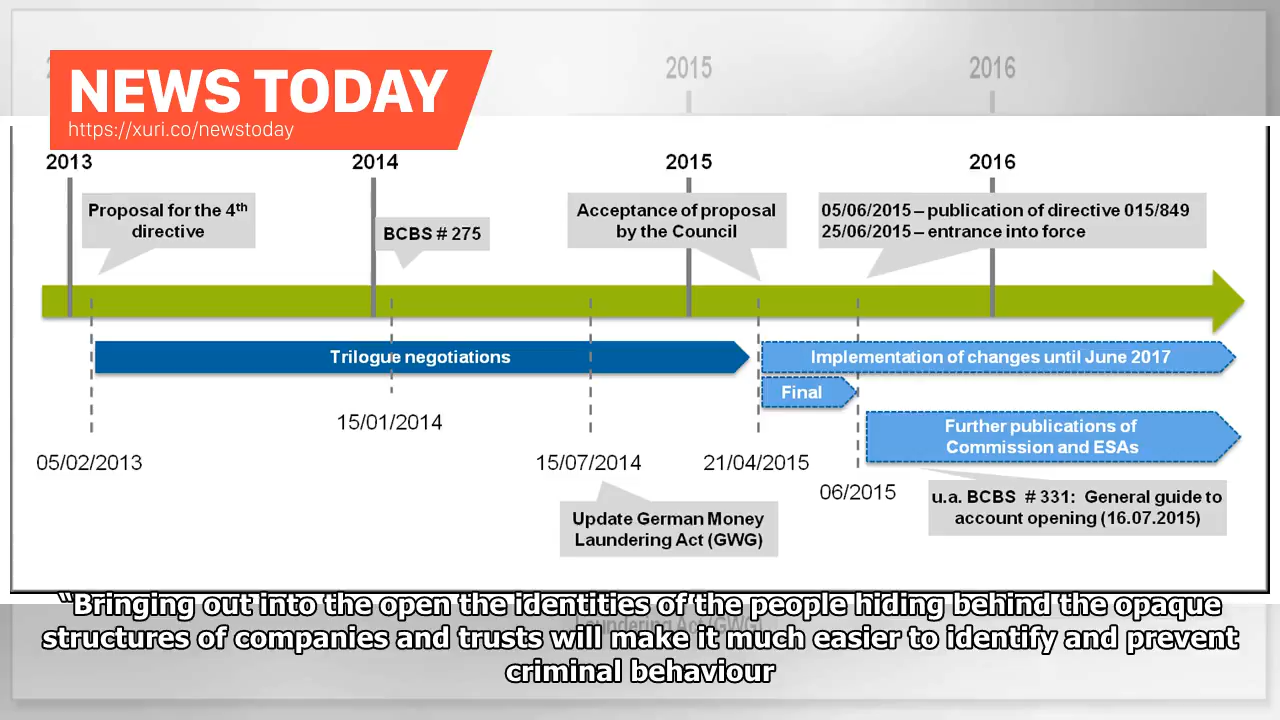 2015
2016
NEWS TODAY
https://xuri.co/newstoday
2013
2014
2015
2016
Proposal for the 4th
directive
BCBS # 275
Acceptance of proposal
by the Council
05/06/2015 – publication of directive 015/849
25/06/2015 – entrance into force
Trilogue negotiations
Implementation of changes until June 2017
Final
Further publications of
Commission and ESAs
15/01/2014
05/02/2013
15/07/2014
21/04/2015
06/2015
u.a. BCBS # 331: General guide to
account opening (16.07.2015)
Update German Money
Laundering Act (GWG)
“Bringing out into the open the identities of the people hiding behind the opaque
structures of companies and trusts will make it much easier to identify and prevent
criminal behaviour
Laundering Act (GWG)